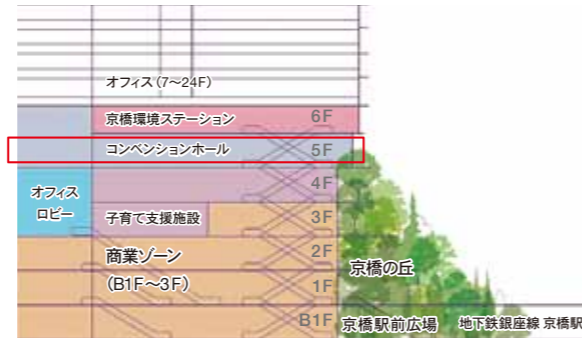 オフィス(7〜24F)
京橋環境ステーション 6F
コンベンションホール 5F
4F
オフィス
ロビー
子育て支援施設 3F
商業ゾーン 2F
(B1F〜3F) 1F
京橋の丘
B1F 京橋駅前広場 地下鉄銀座線 京橋駅